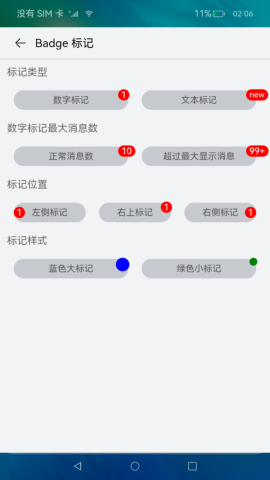 没有 SIM 卡 11% 02:06
Badge 标记
标记类型
数字标记 1 文本标记 new
数字标记最大消息数
正常消息数 10 超过最大显示消息 99+
标记位置
1 左侧标记 右上标记 1 右侧标记 1
标记样式
蓝色大标记 绿色小标记